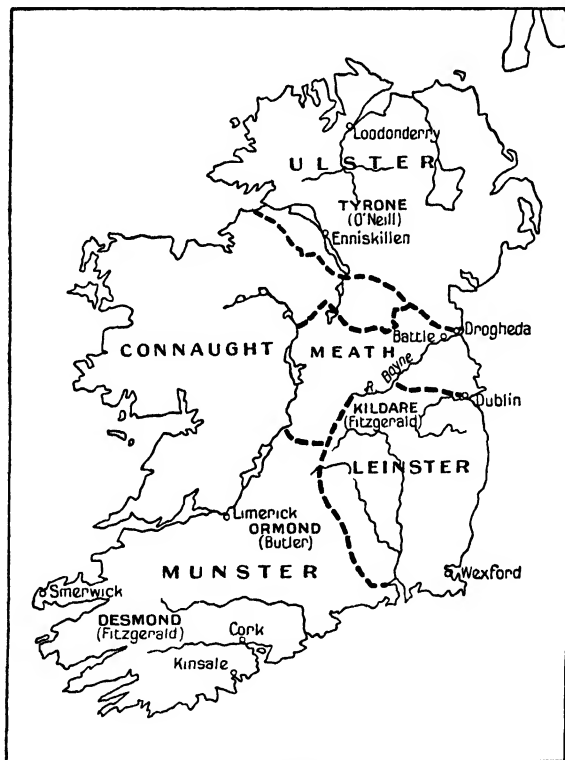 Loodonderry
ULSTER
TYRONE
(O'Neill)
Enniskillen
Battle
Drogheda
CONNAUGHT
MEATH
R. Boyne
KILDARE
(Fitzgerald)
Dublin
LEINSTER
Limerick
ORMOND
(Butler)
MUNSTER
Wexford
Smerwick
DESMOND
(Fitzgerald)
Cork
Kinsale